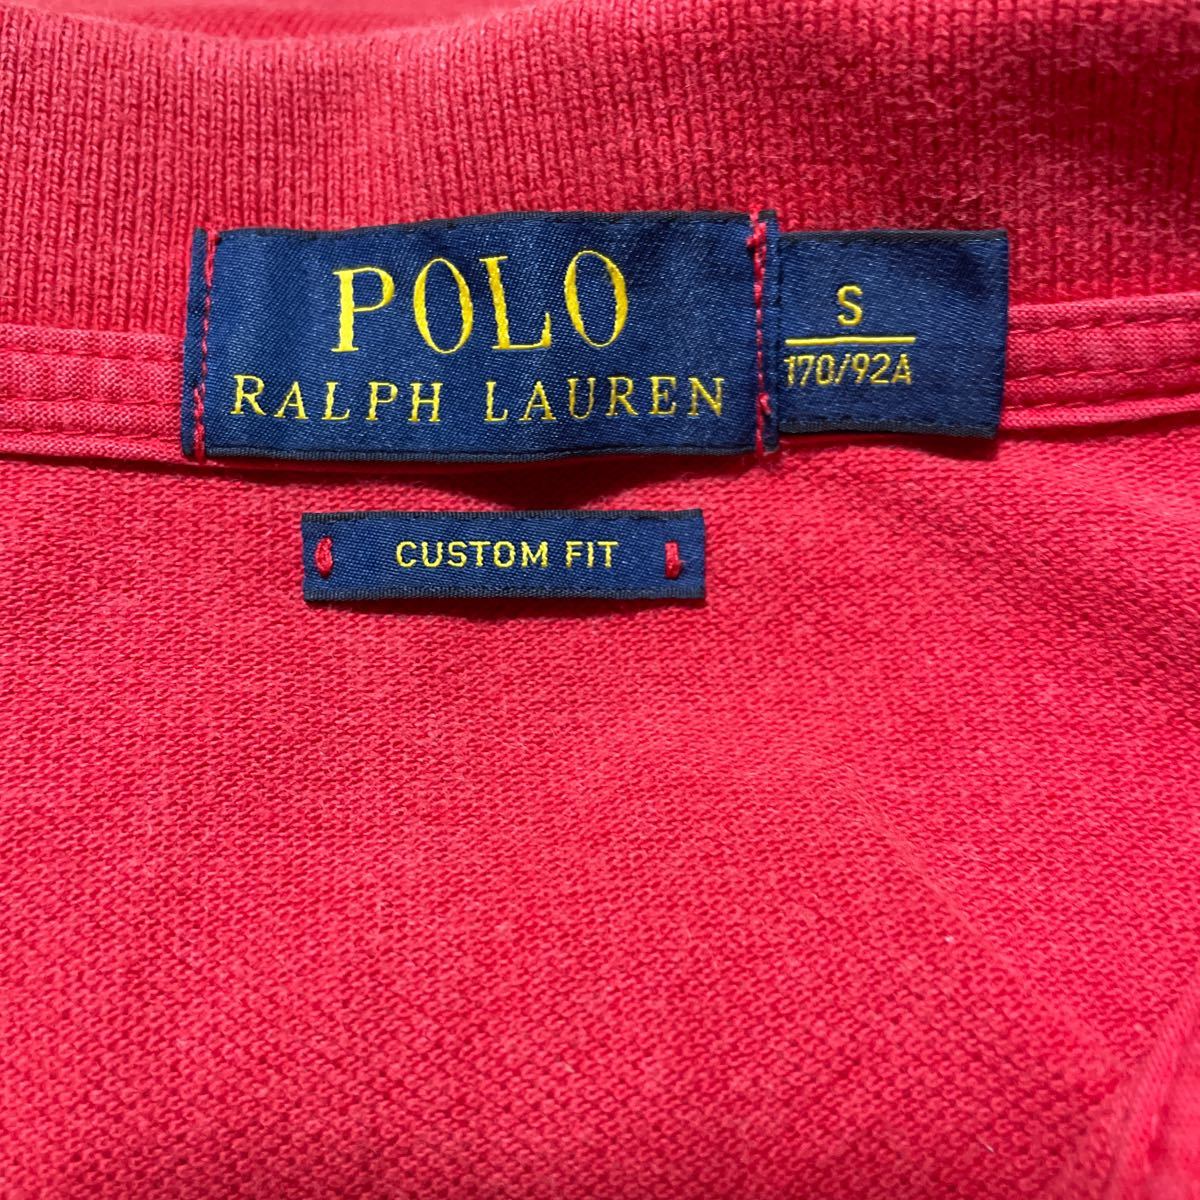 POLO
RALPH LAUREN
S
170/92A
CUSTOM FIT